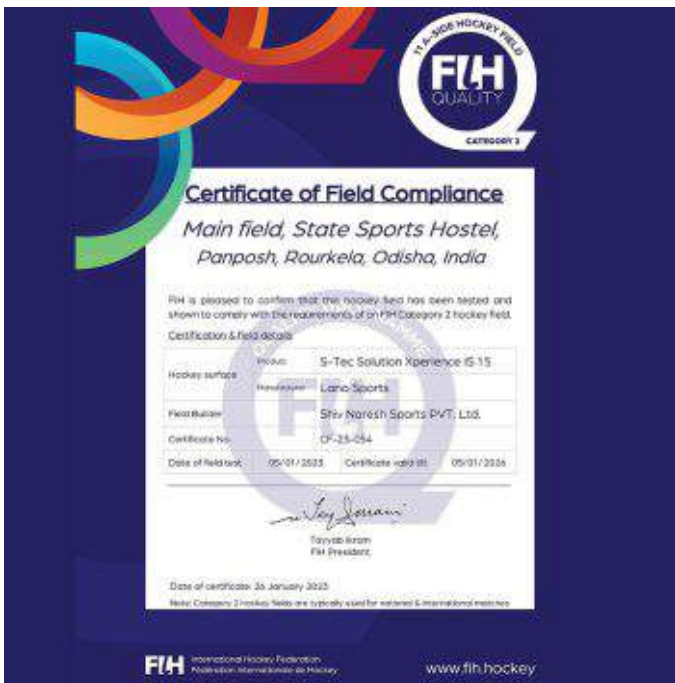 11 A-SIDE HOCKEY FIELD
FIH
QUALITY
CATEGORY 2
Certificate of Field Compliance
Main field, State Sports Hostel,
Panposh, Rourkela, Odisha, India
FIH is pleased to confirm that this hockey field has been tested and
shown to comply with the requirements of an FIH Category 2 hockey field.
Certification & field details
Hockey surface
Product S-Tec Solution Xperience IS 15
Manufacturer Lano Sports
Field Builder Shiv Naresh Sports PVT. Ltd.
Certificate No. CF-23-054
Date of field test 05/01/2023 Certificate valid till 05/01/2026
Tayyab Ikram
FIH President
Date of certificate: 26 January 2023
Note: Category 2 hockey fields are typically used for national & international matches
FIH International Hockey Federation
Fédération Internationale de Hockey
www.fih.hockey